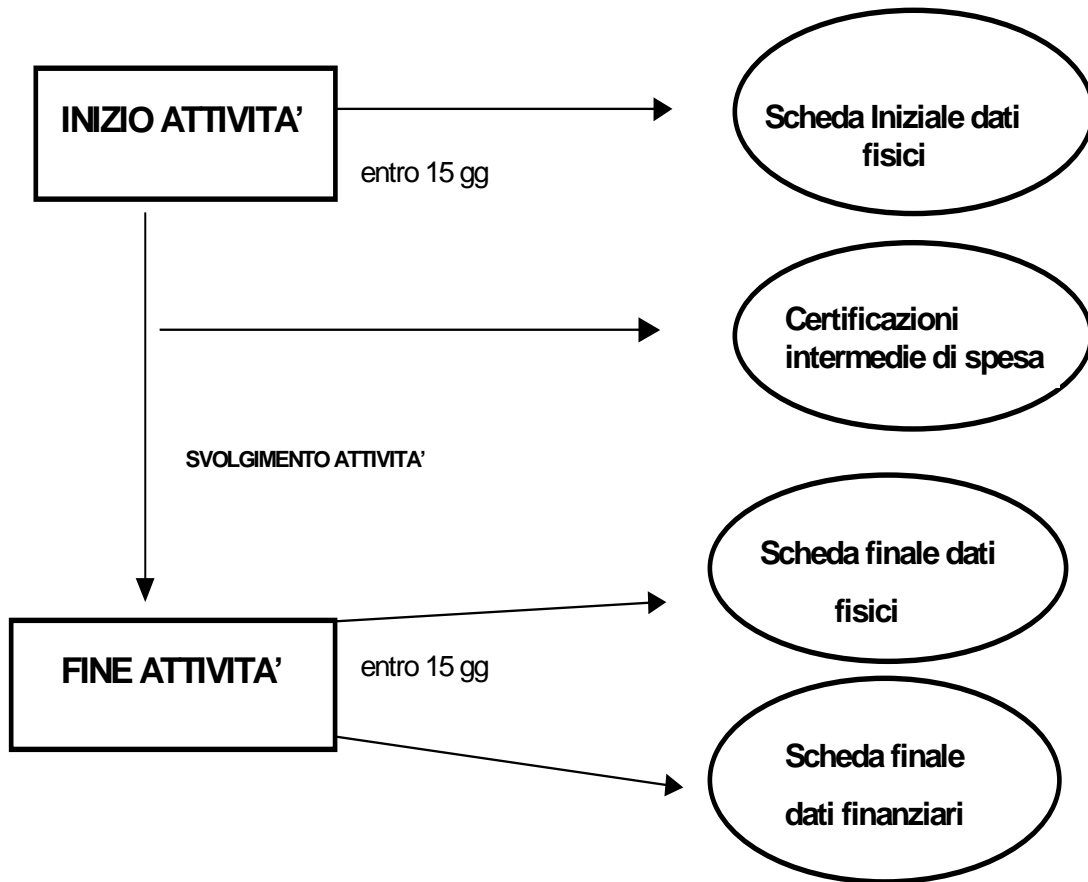 INIZIO ATTIVITA’
Scheda Iniziale dati
fisici
entro 15 gg
Certificazioni
intermedie di spesa
SVOLGIMENTO ATTIVITA’
Scheda finale dati
fisici
FINE ATTIVITA’
entro 15 gg
Scheda finale
dati finanziari